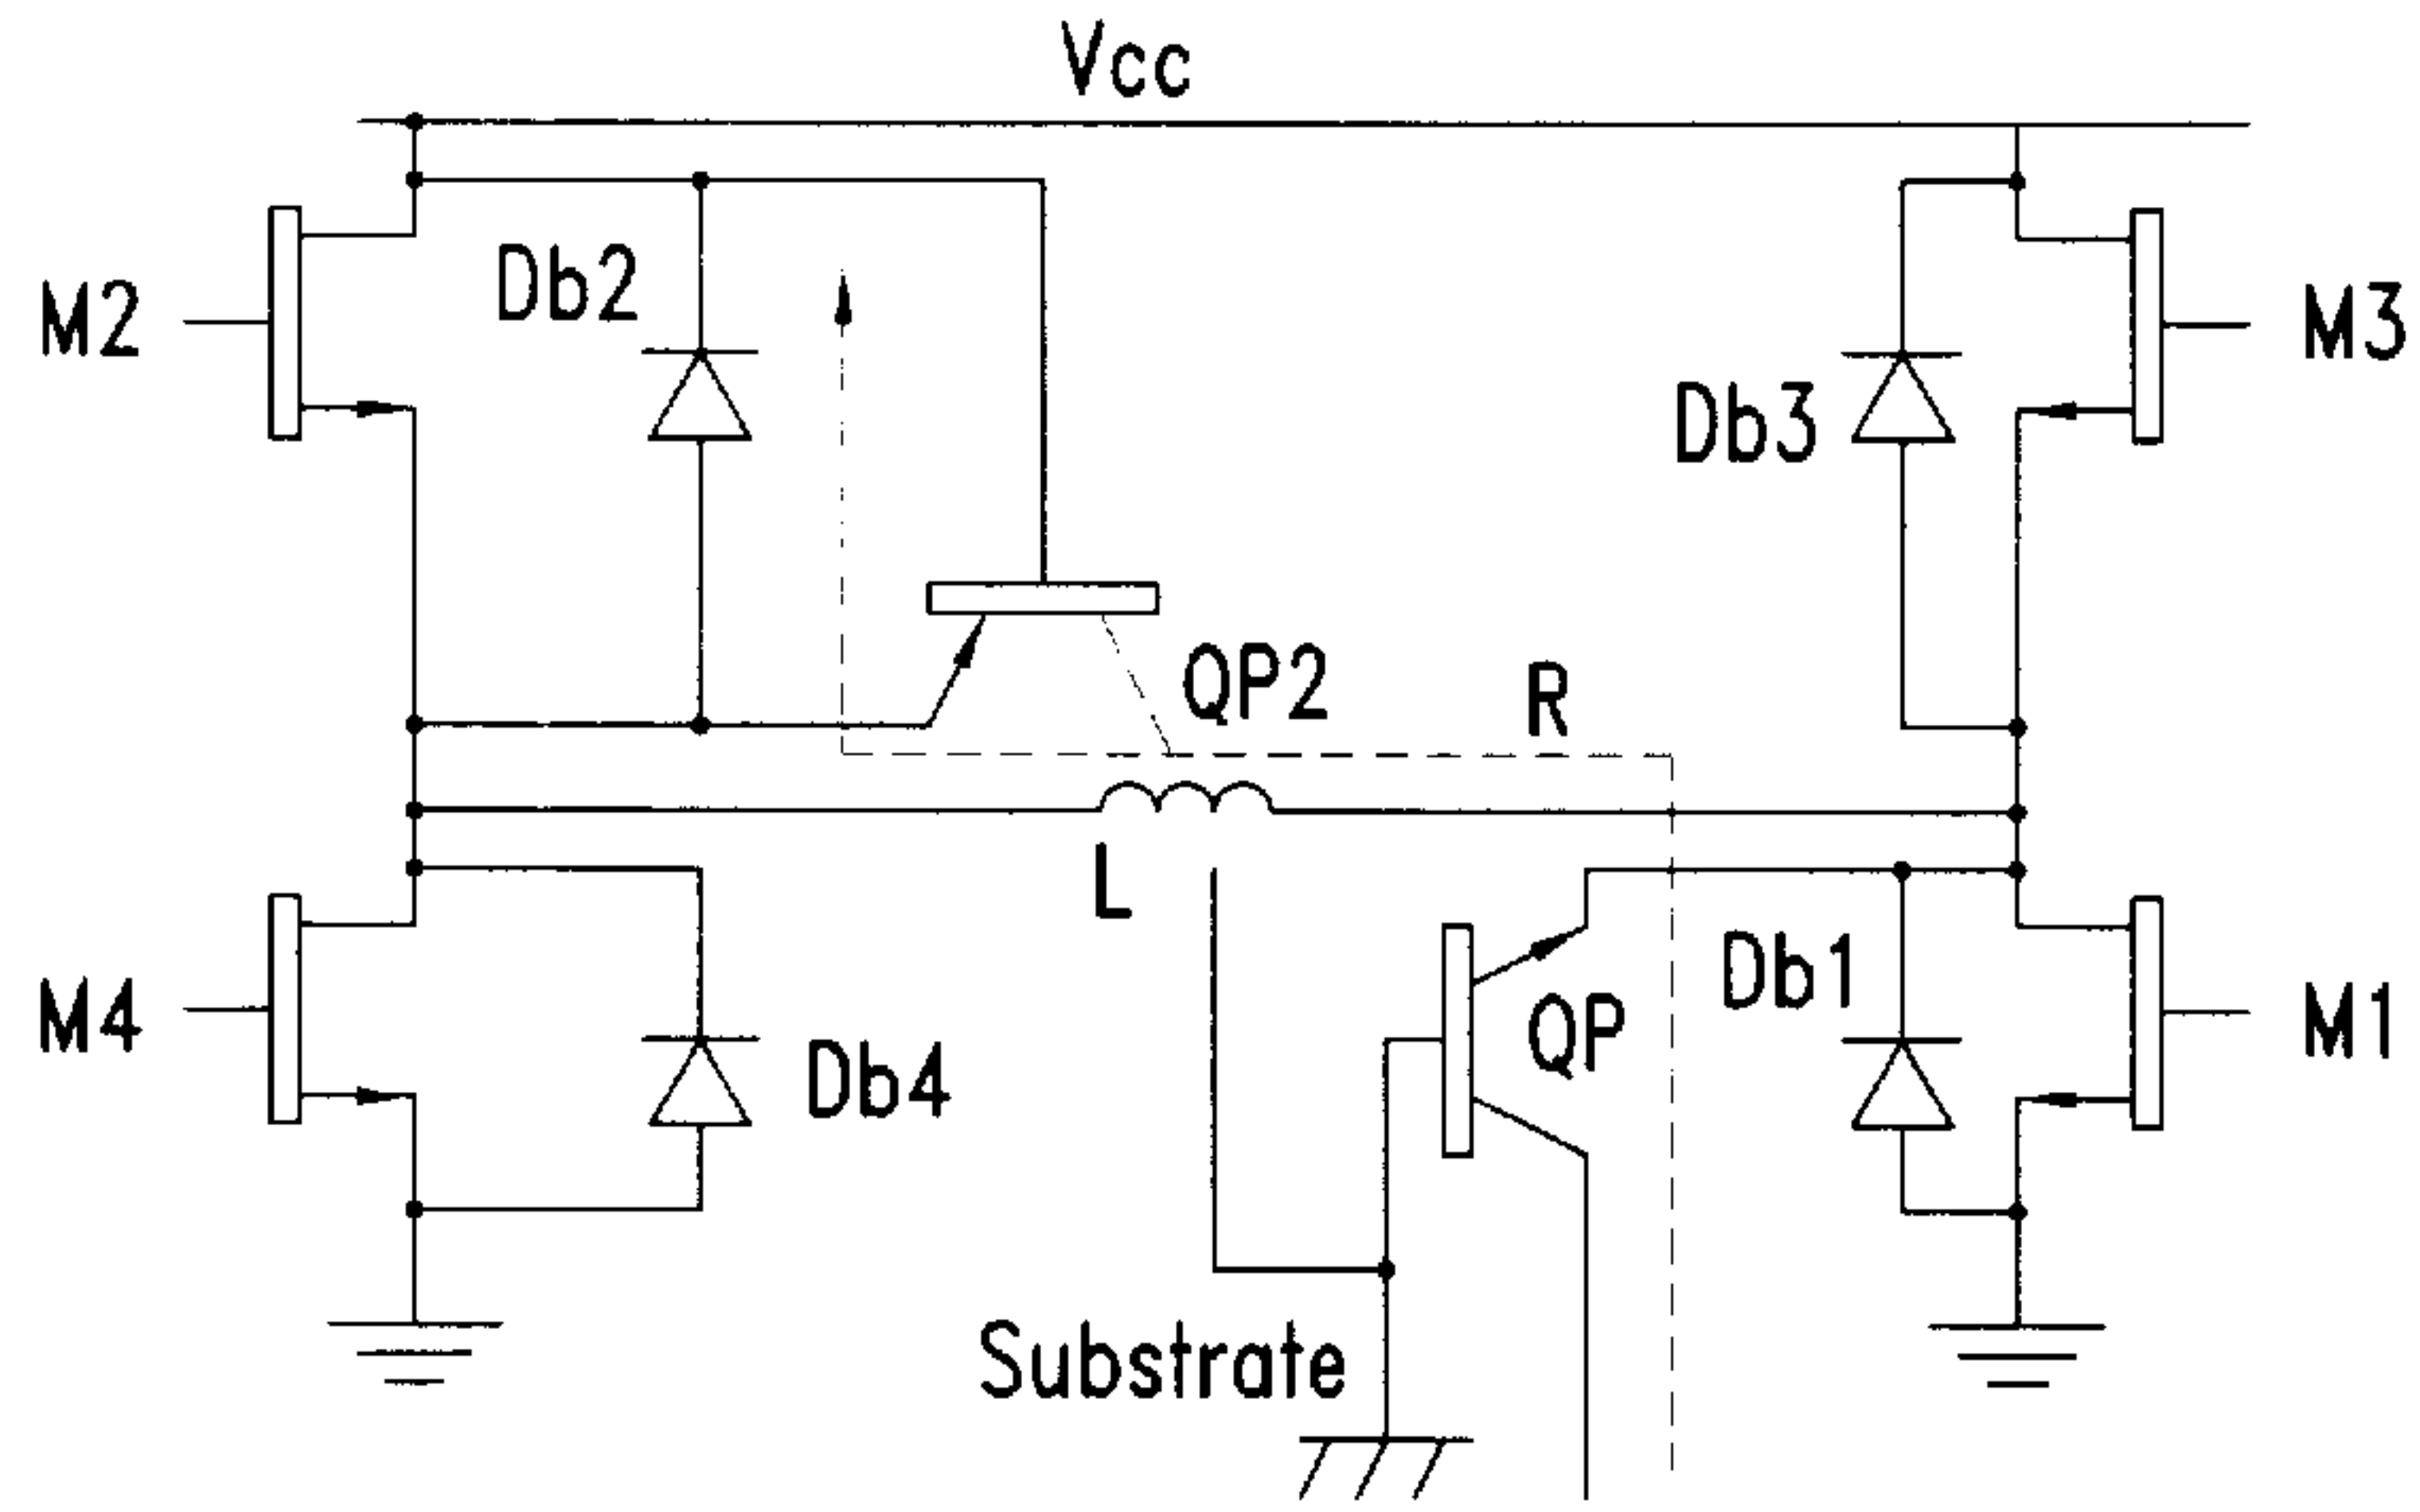 Vcc
M2
Db2
M3
Db3
QP2
R
L
M4
Db4
QP
Db1
M1
Substrate